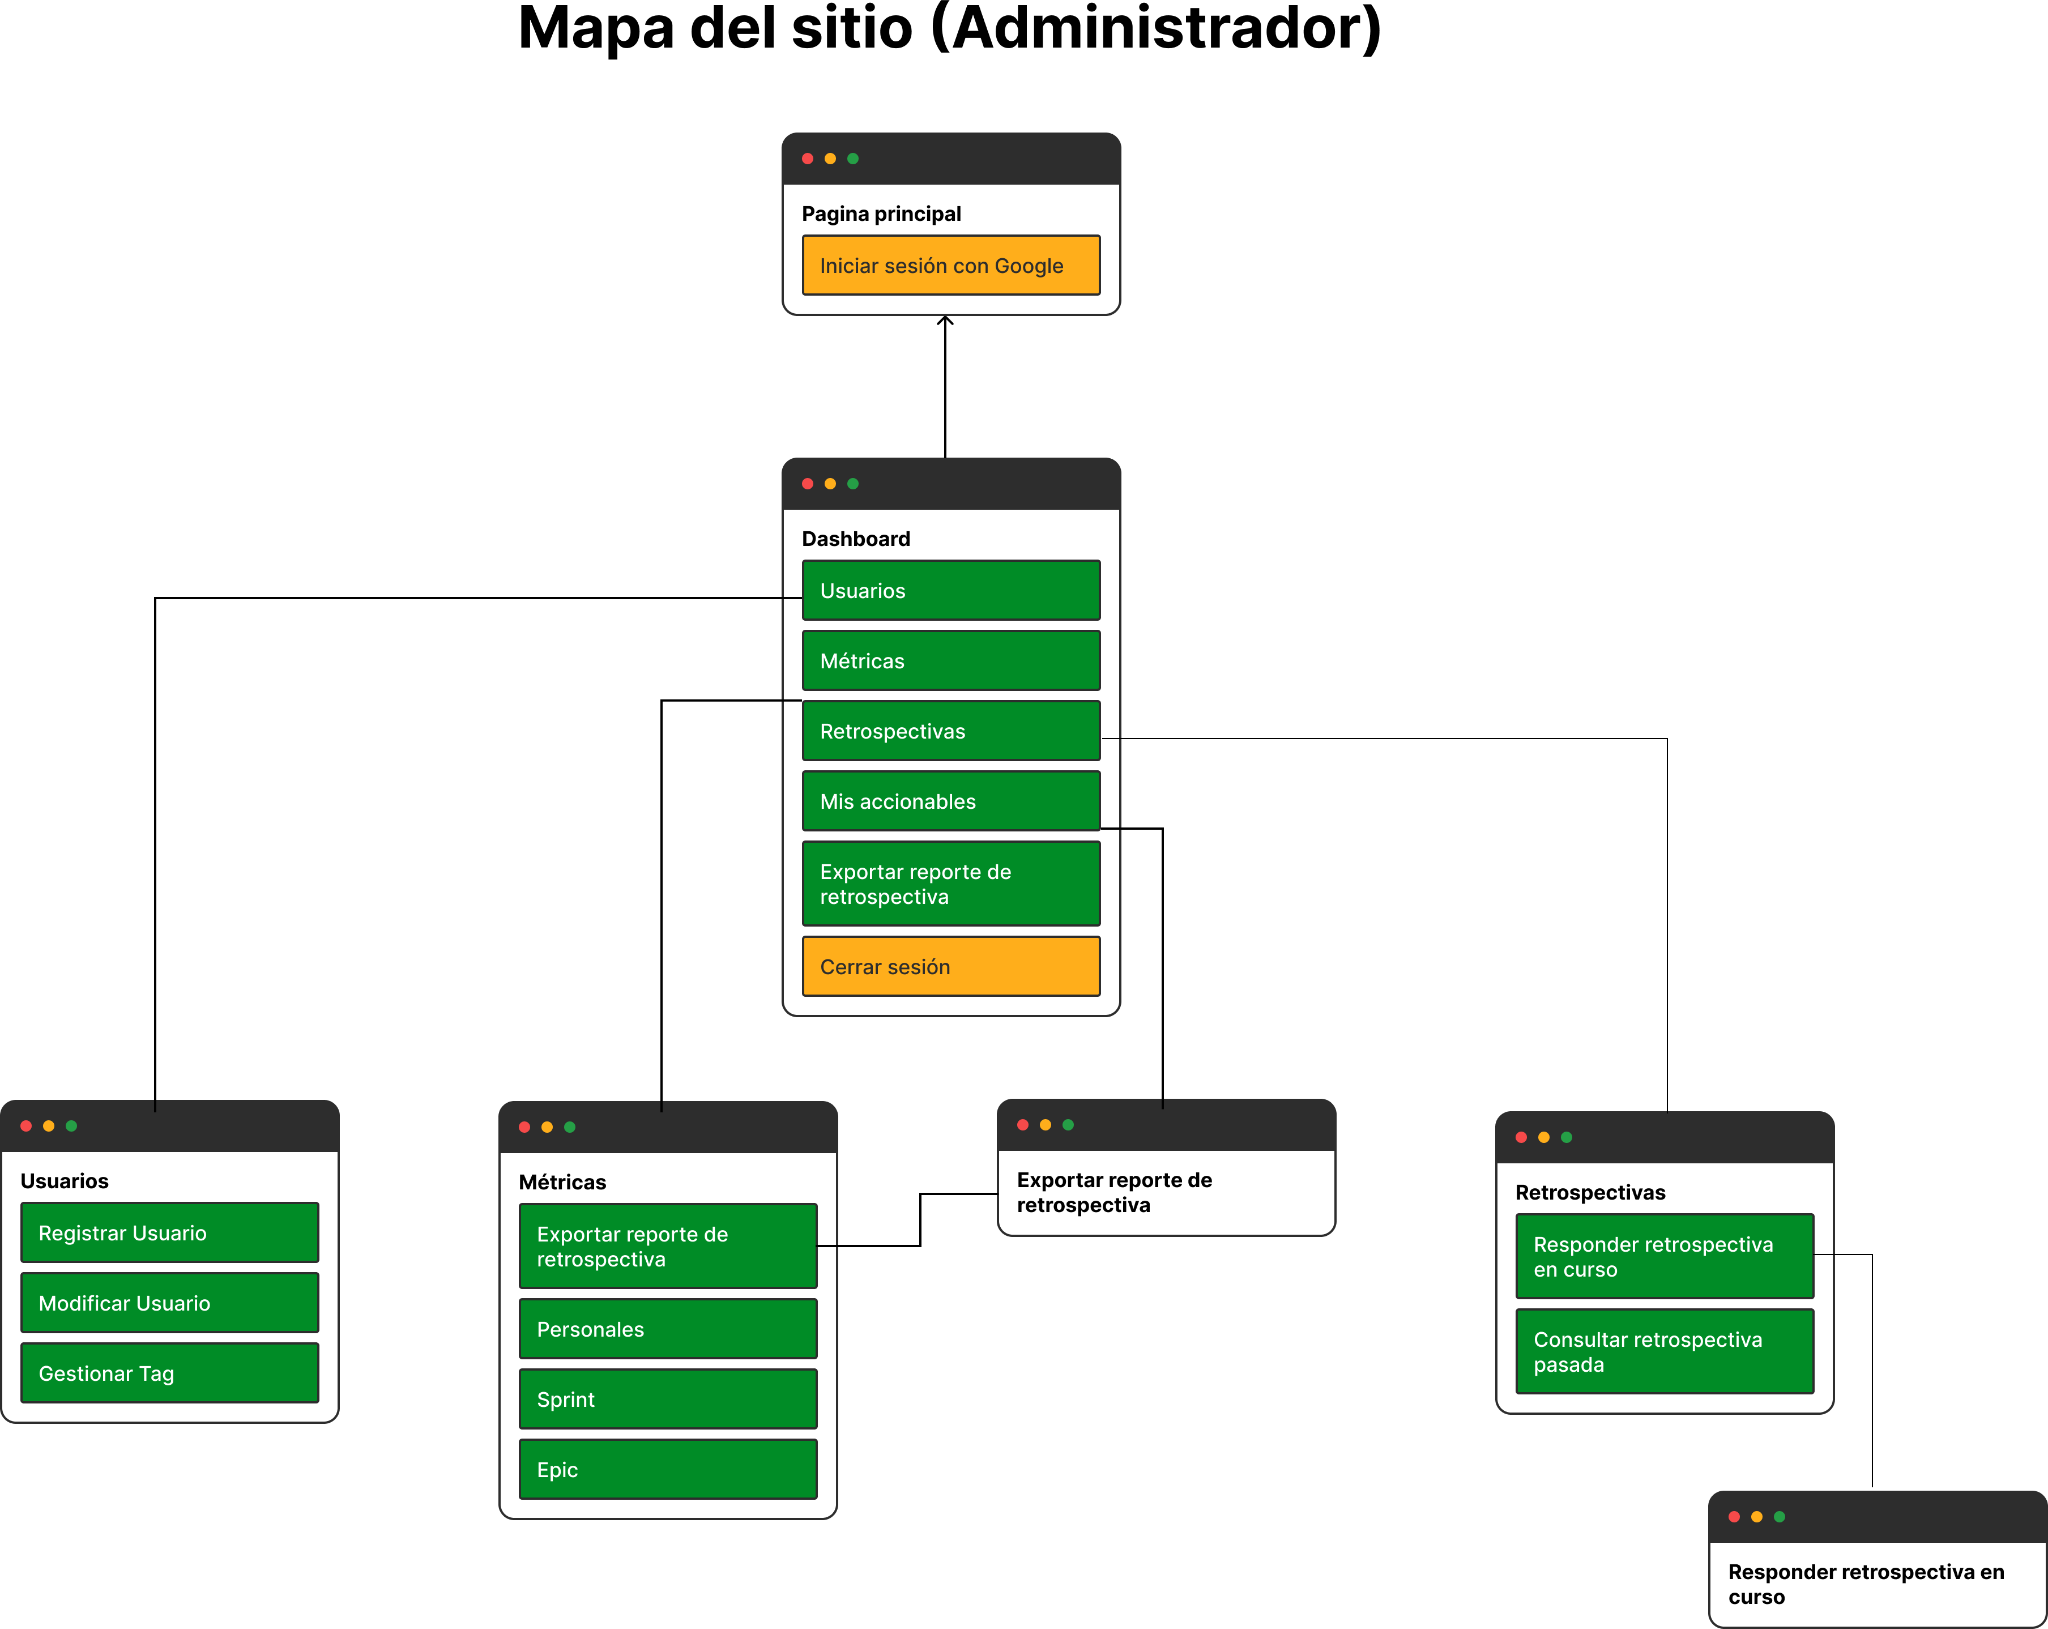 Mapa del sitio (Administrador)
Pagina principal
Iniciar sesión con Google
Dashboard
Usuarios
Métricas
Retrospectivas
Mis accionables
Exportar reporte de
retrospectiva
Cerrar sesión
Usuarios
Registrar Usuario
Modificar Usuario
Gestionar Tag
Métricas
Exportar reporte de
retrospectiva
Personales
Sprint
Epic
Exportar reporte de
retrospectiva
Retrospectivas
Responder retrospectiva
en curso
Consultar retrospectiva
pasada
Responder retrospectiva en
curso